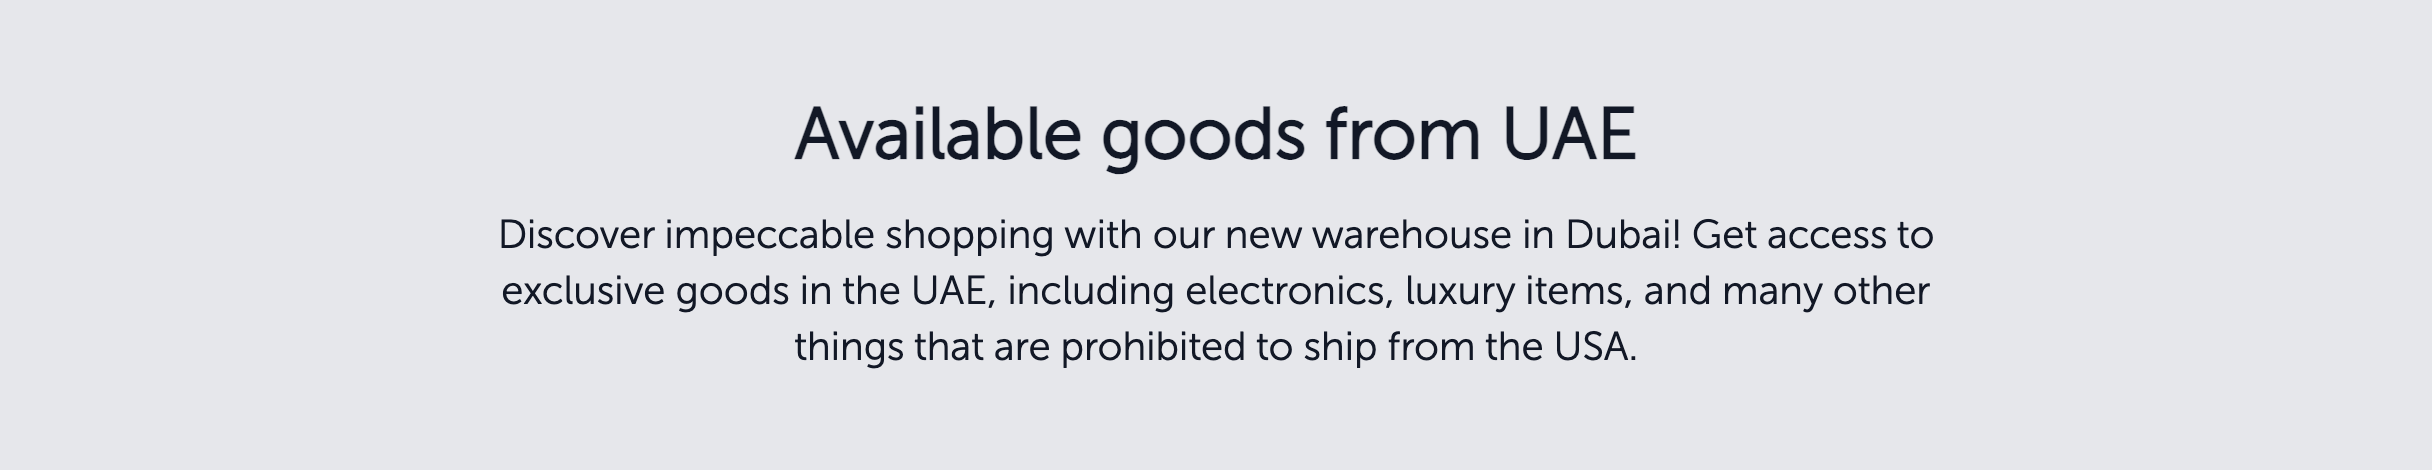 Available goods from UAE
Discover impeccable shopping with our new warehouse in Dubai! Get access to
exclusive goods in the UAE, including electronics, luxury items, and many other
things that are prohibited to ship from the USA.